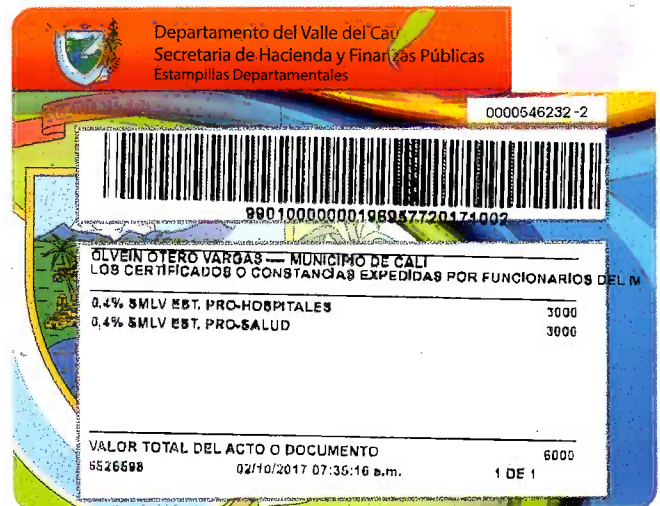 Departamento del Valle del Cau
Secretaria de Hacienda y Finanzas Públicas
Estampillas Departamentales
0000546232-2
OLVEIN OTERO VARGAS — MUNICIPIO DE CALI
LOS CERTIFICADOS O CONSTANCIAS EXPEDIDAS POR FUNCIONARIOS DEL M
0,4% SMLV EST. PRO-HOSPITALES 3000
0,4% SMLV EST. PRO-SALUD 3000
VALOR TOTAL DEL ACTO O DOCUMENTO 6000
6526598 02/10/2017 07:35:16 a.m. 1 DE 1